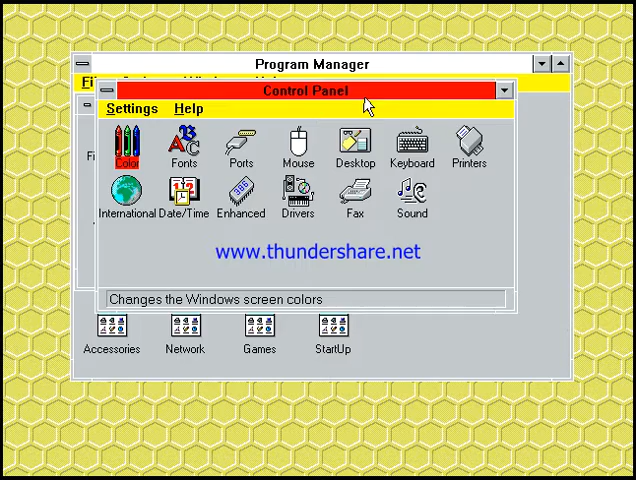 Program Manager
Fi
Control Panel
Settings Help
Color Fonts Ports Mouse Desktop Keyboard Printers
International Date/Time Enhanced Drivers Fax Sound
www.thundershare.net
Changes the Windows screen colors
Accessories Network Games StartUp